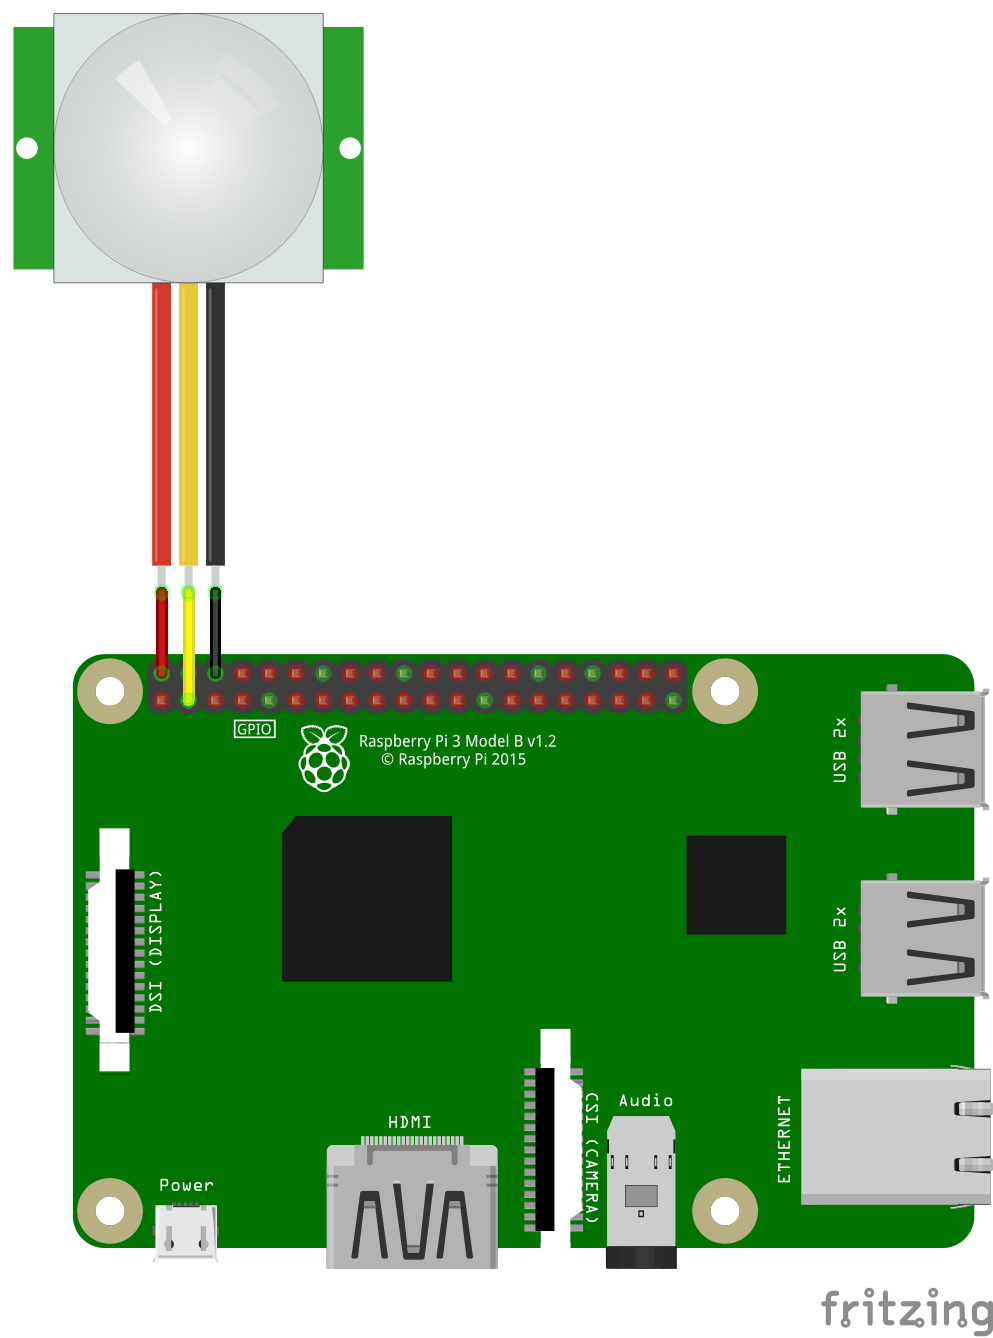 GPIO
Raspberry Pi 3 Model B v1.2
© Raspberry Pi 2015
USB 2x
DSI (DISPLAY)
USB 2x
CSI (CAMERA)
Audio
ETHERNET
HDMI
Power
fritzing